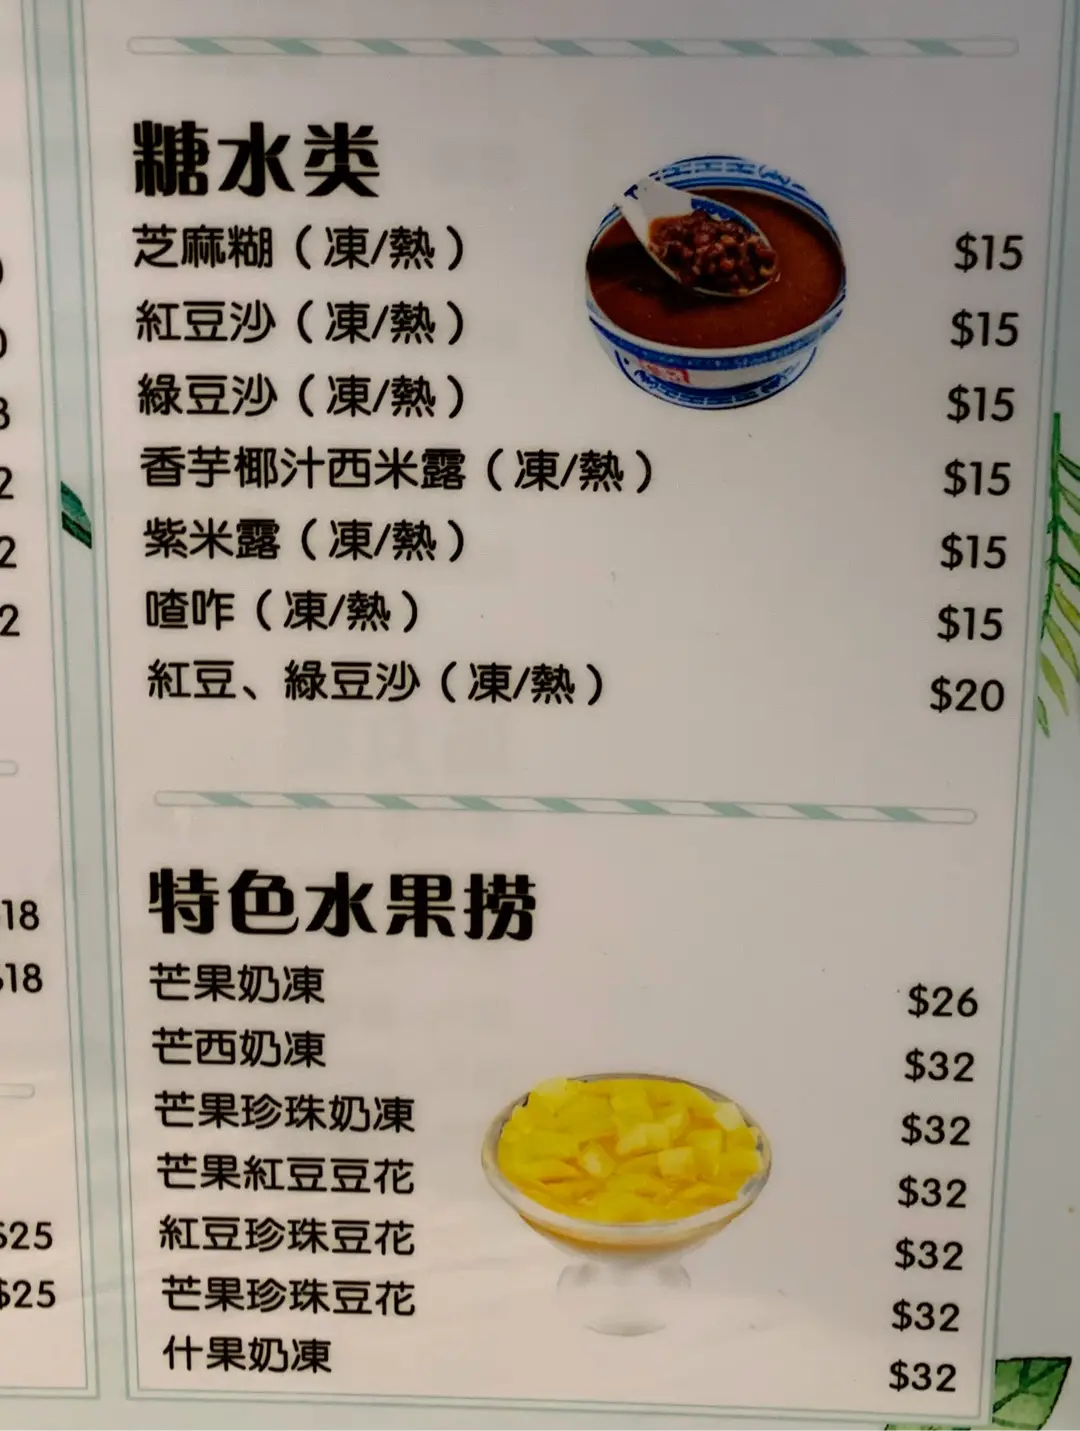 糖水类
芝麻糊（凍/熱） $15
紅豆沙（凍/熱） $15
綠豆沙（凍/熱） $15
香芋椰汁西米露（凍/熱） $15
紫米露（凍/熱） $15
喳咋（凍/熱） $15
紅豆、綠豆沙（凍/熱） $20
特色水果捞
芒果奶凍 $26
芒西奶凍 $32
芒果珍珠奶凍 $32
芒果紅豆豆花 $32
紅豆珍珠豆花 $32
芒果珍珠豆花 $32
什果奶凍 $32
18
$18
$25
$25